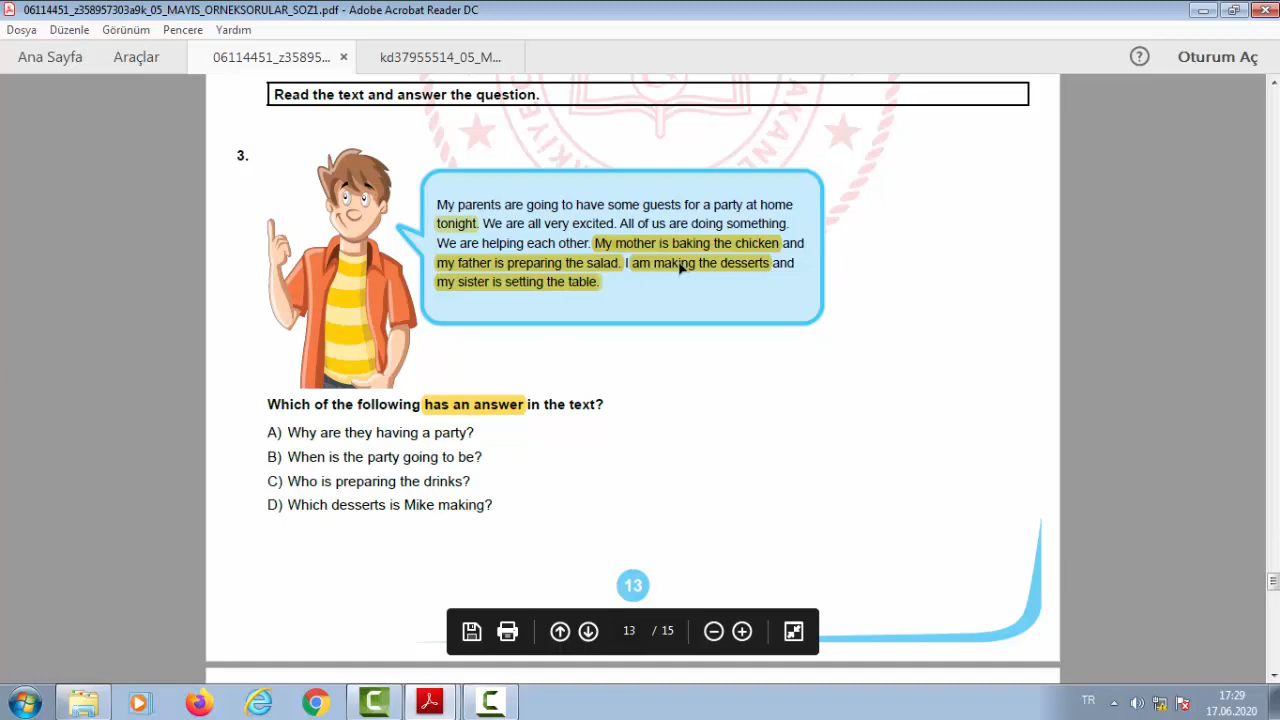 06114451_z358957303a9k_05_MAYIS_ORNEKSORULAR_SOZ1.pdf - Adobe Acrobat Reader DC
Dosya Düzenle Görünüm Pencere Yardım
Ana Sayfa Araçlar 06114451_z35895... × kd37955514_05_M... ? Oturum Aç
Read the text and answer the question.
3.
My parents are going to have some guests for a party at home
tonight. We are all very excited. All of us are doing something.
We are helping each other. My mother is baking the chicken and
my father is preparing the salad. I am making the desserts and
my sister is setting the table.
Which of the following has an answer in the text?
A) Why are they having a party?
B) When is the party going to be?
C) Who is preparing the drinks?
D) Which desserts is Mike making?
13
13 / 15
TR 17:29
17.06.2020